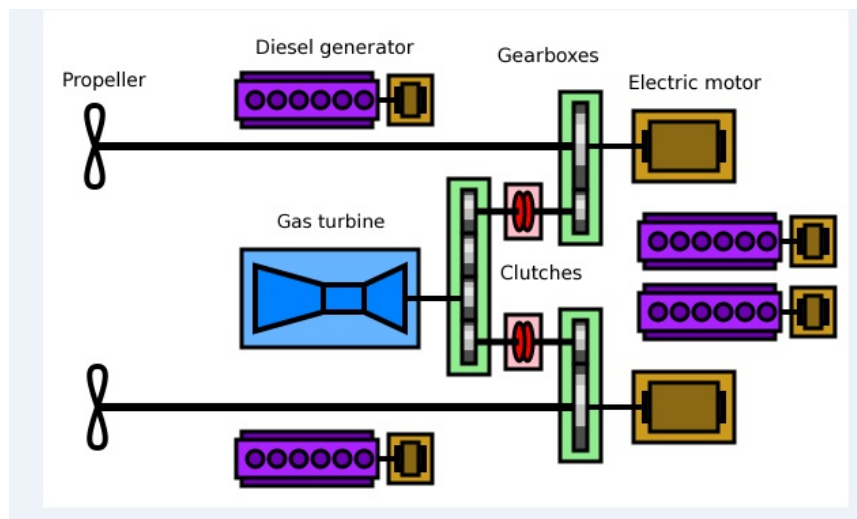 Diesel generator
Gearboxes
Propeller
Electric motor
Gas turbine
Clutches